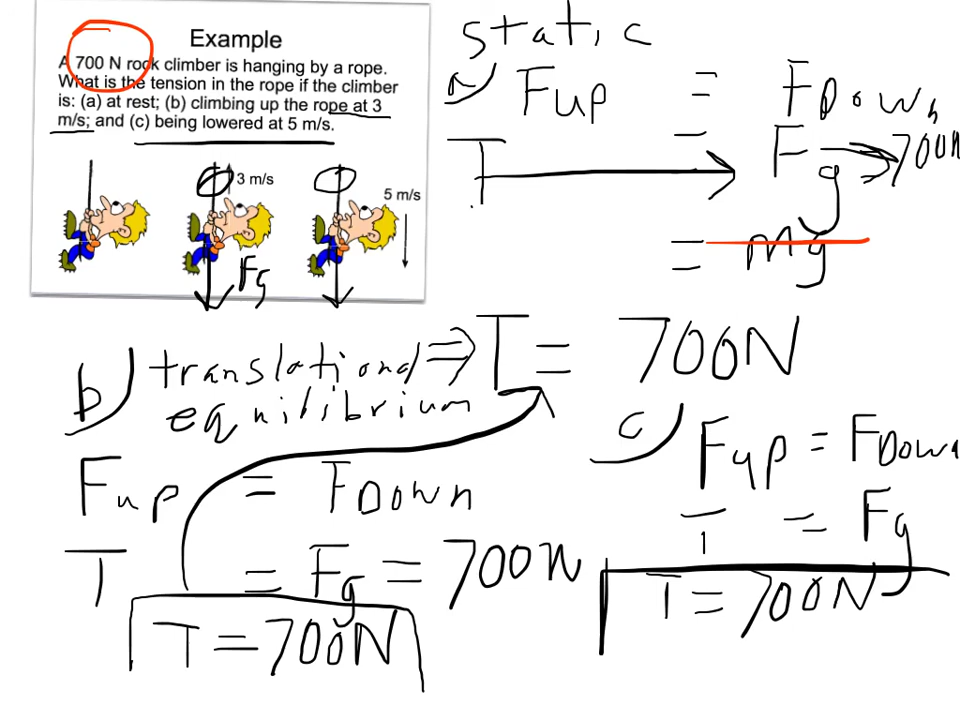 Example
A 700 N rock climber is hanging by a rope.
What is the tension in the rope if the climber
is: (a) at rest; (b) climbing up the rope at 3
m/s; and (c) being lowered at 5 m/s.
3 m/s
5 m/s
Fg
static
a) Fup = FDown
T = Fg → 700N
= mg
T = 700N
b) translational ⇒
equilibrium
Fup = FDown
T = Fg = 700N
T = 700N
c) Fup = FDown
T = Fg
T = 700N